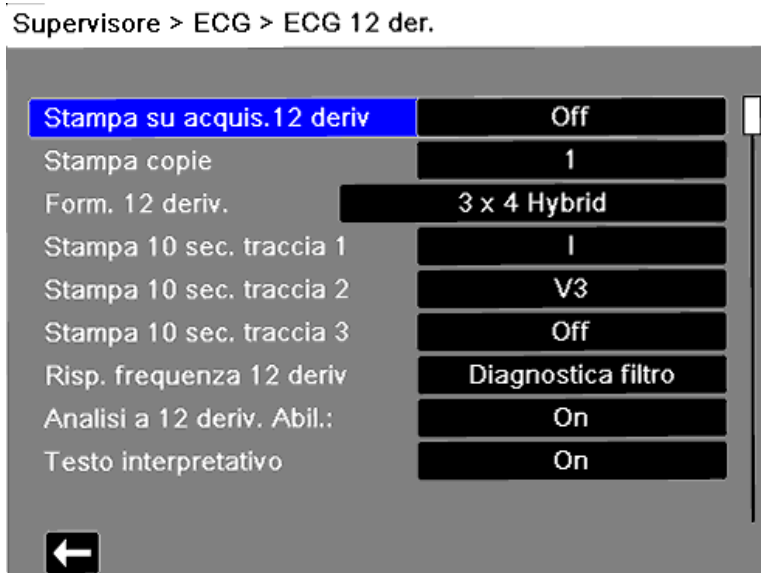 Supervisore > ECG > ECG 12 der.
Stampa su acquis.12 deriv Off
Stampa copie 1
Form. 12 deriv. 3 x 4 Hybrid
Stampa 10 sec. traccia 1 I
Stampa 10 sec. traccia 2 V3
Stampa 10 sec. traccia 3 Off
Risp. frequenza 12 deriv Diagnostica filtro
Analisi a 12 deriv. Abil.: On
Testo interpretativo On